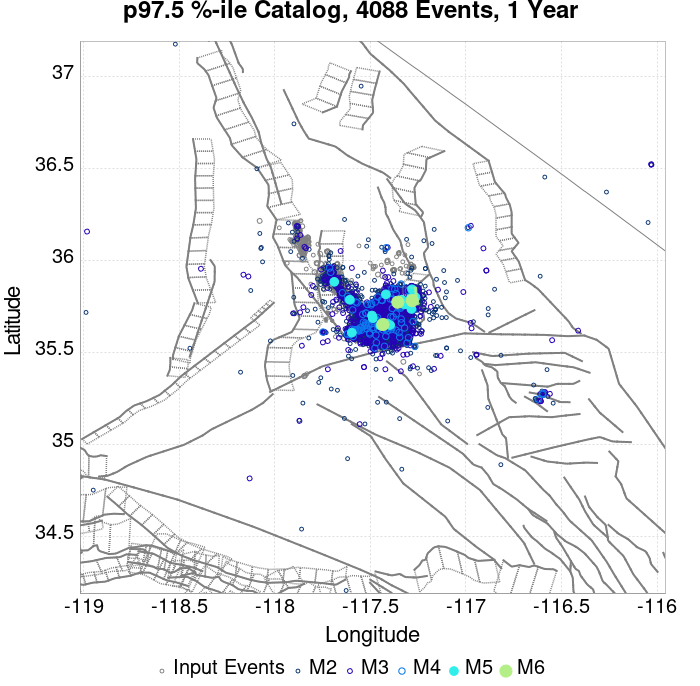 p97.5 %-ile Catalog, 4088 Events, 1 Year
37
36.5
36
35.5
35
34.5
Latitude
-119 -118.5 -118 -117.5 -117 -116.5 -116
Longitude
Input Events M2 M3 M4 M5 M6